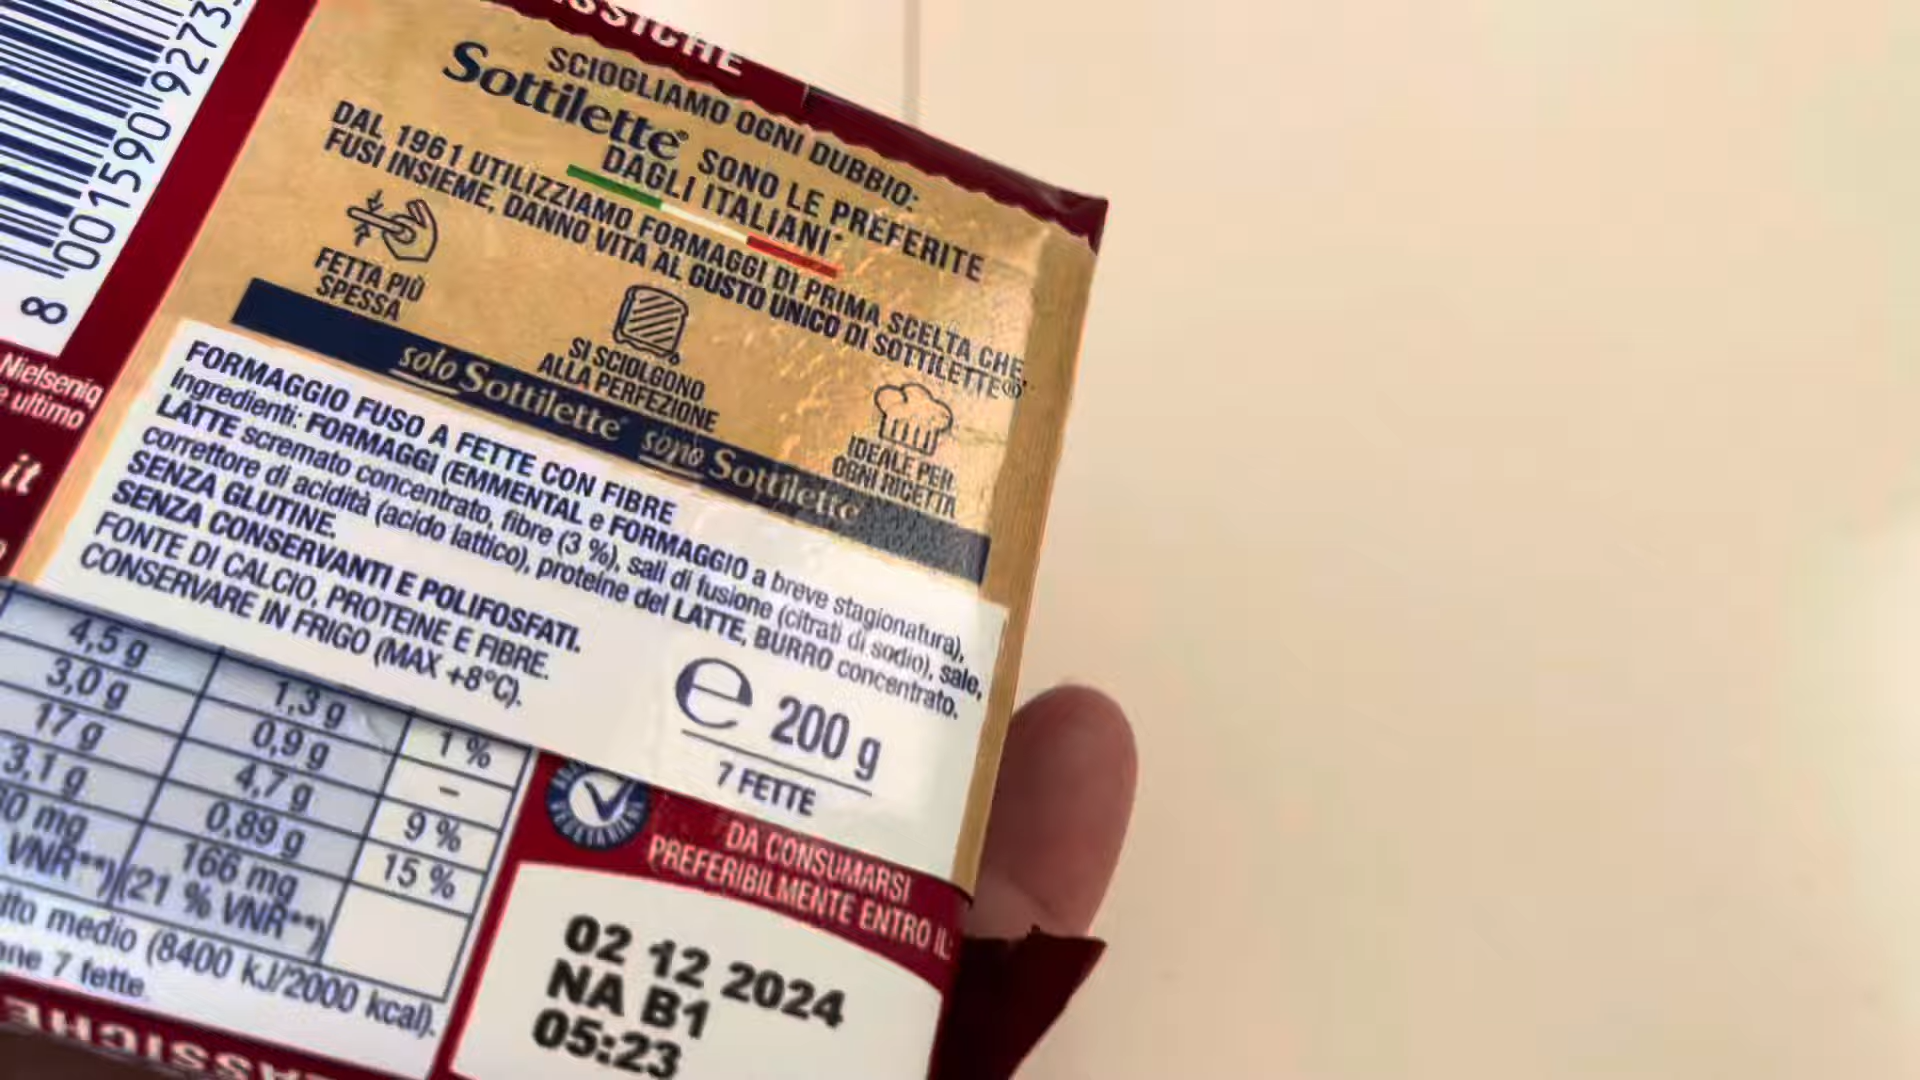 SCIOGLIAMO OGNI DUBBIO:
Sottilette® SONO LE PREFERITE
DAGLI ITALIANI*
DAL 1961 UTILIZZIAMO FORMAGGI DI PRIMA SCELTA CHE,
FUSI INSIEME, DANNO VITA AL GUSTO UNICO DI SOTTILETTE®
FETTA PIÙ
SPESSA
SI SCIOLGONO
ALLA PERFEZIONE
IDEALE PER
OGNI RICETTA
solo Sottilette® sono Sottilette
FORMAGGIO FUSO A FETTE CON FIBRE
Ingredienti: FORMAGGI (EMMENTAL e FORMAGGIO a breve stagionatura),
LATTE scremato concentrato, fibre (3 %), sali di fusione (citrati di sodio), sale,
correttore di acidità (acido lattico), proteine del LATTE, BURRO concentrato.
SENZA GLUTINE.
SENZA CONSERVANTI E POLIFOSFATI.
FONTE DI CALCIO, PROTEINE E FIBRE.
CONSERVARE IN FRIGO (MAX +8°C).
e 200 g
7 FETTE
DA CONSUMARSI
PREFERIBILMENTE ENTRO IL:
02 12 2024
NA B1
05:23
8 001590 9273
Nielseniq
ultimo
it
4,5 g 1,3 g 1 %
3,0 g 0,9 g –
17 g 4,7 g 9 %
3,1 g 0,89 g 15 %
mg 166 mg
VNR**) (21 % VNR**)
medio (8400 kJ/2000 kcal).
7 fette